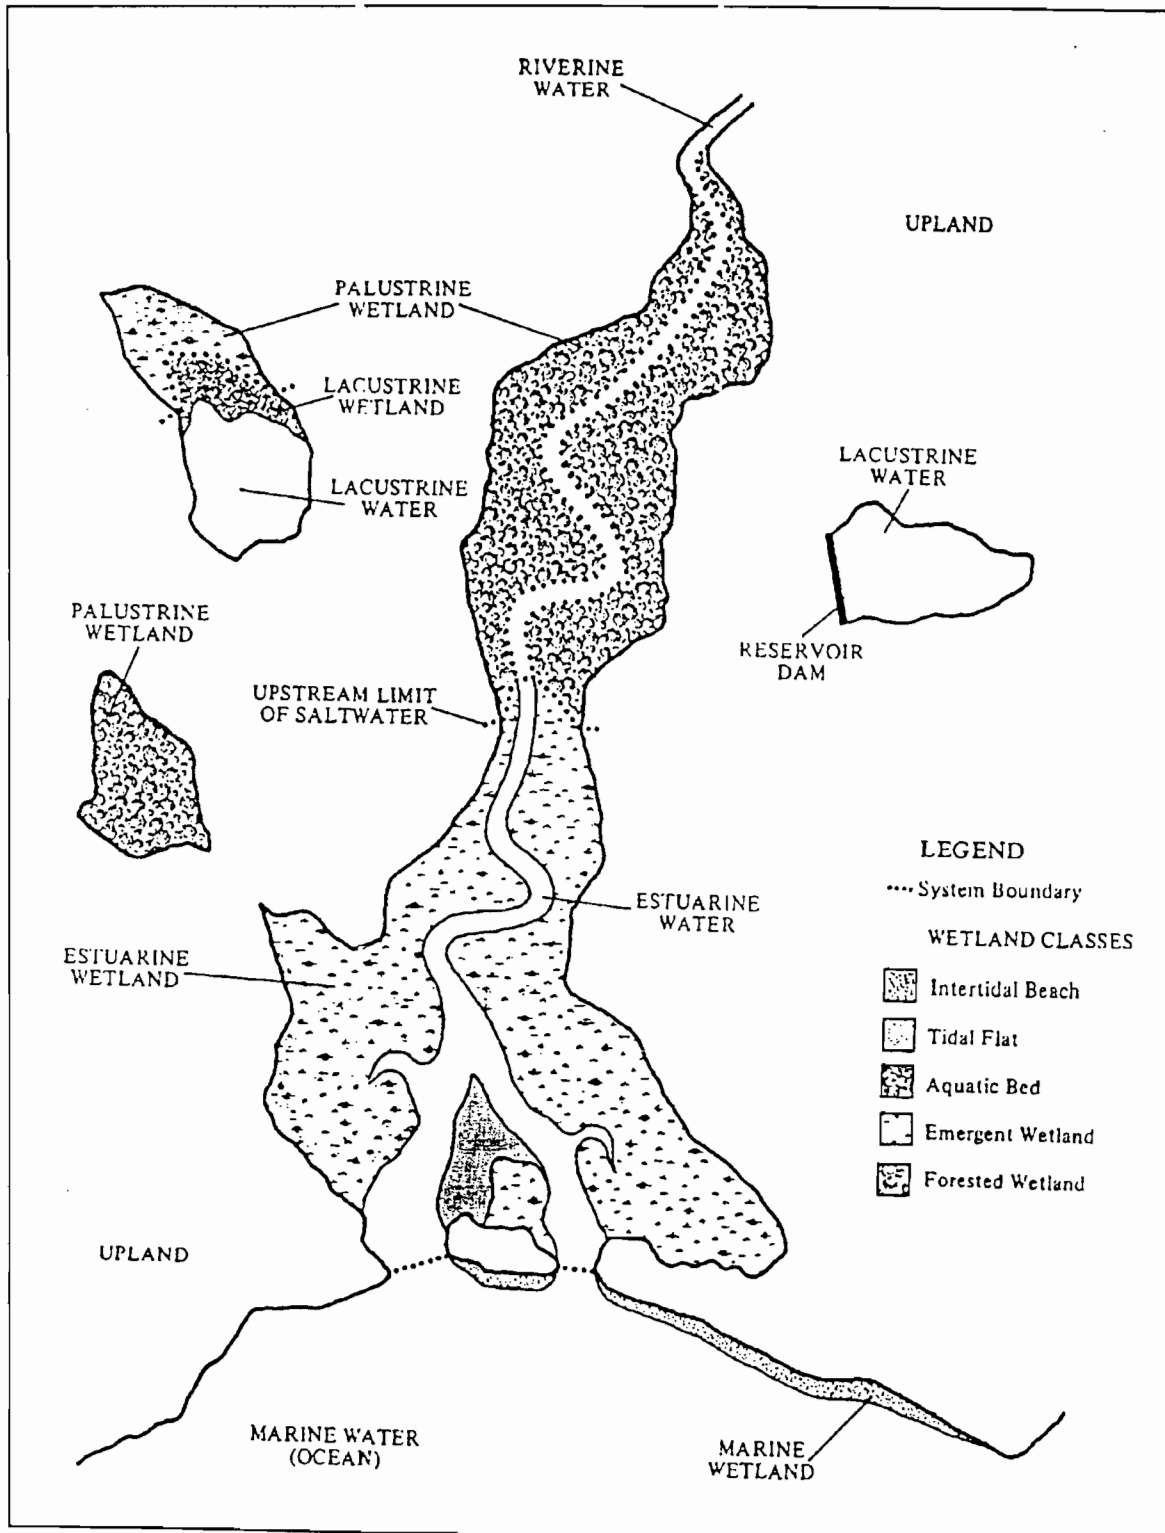 RIVERINE
WATER
UPLAND
PALUSTRINE
WETLAND
LACUSTRINE
WETLAND
LACUSTRINE
WATER
LACUSTRINE
WATER
PALUSTRINE
WETLAND
RESERVOIR
DAM
UPSTREAM LIMIT
OF SALTWATER
LEGEND
System Boundary
WETLAND CLASSES
Intertidal Beach
Tidal Flat
Aquatic Bed
Emergent Wetland
Forested Wetland
ESTUARINE
WATER
ESTUARINE
WETLAND
UPLAND
MARINE WATER
(OCEAN)
MARINE
WETLAND